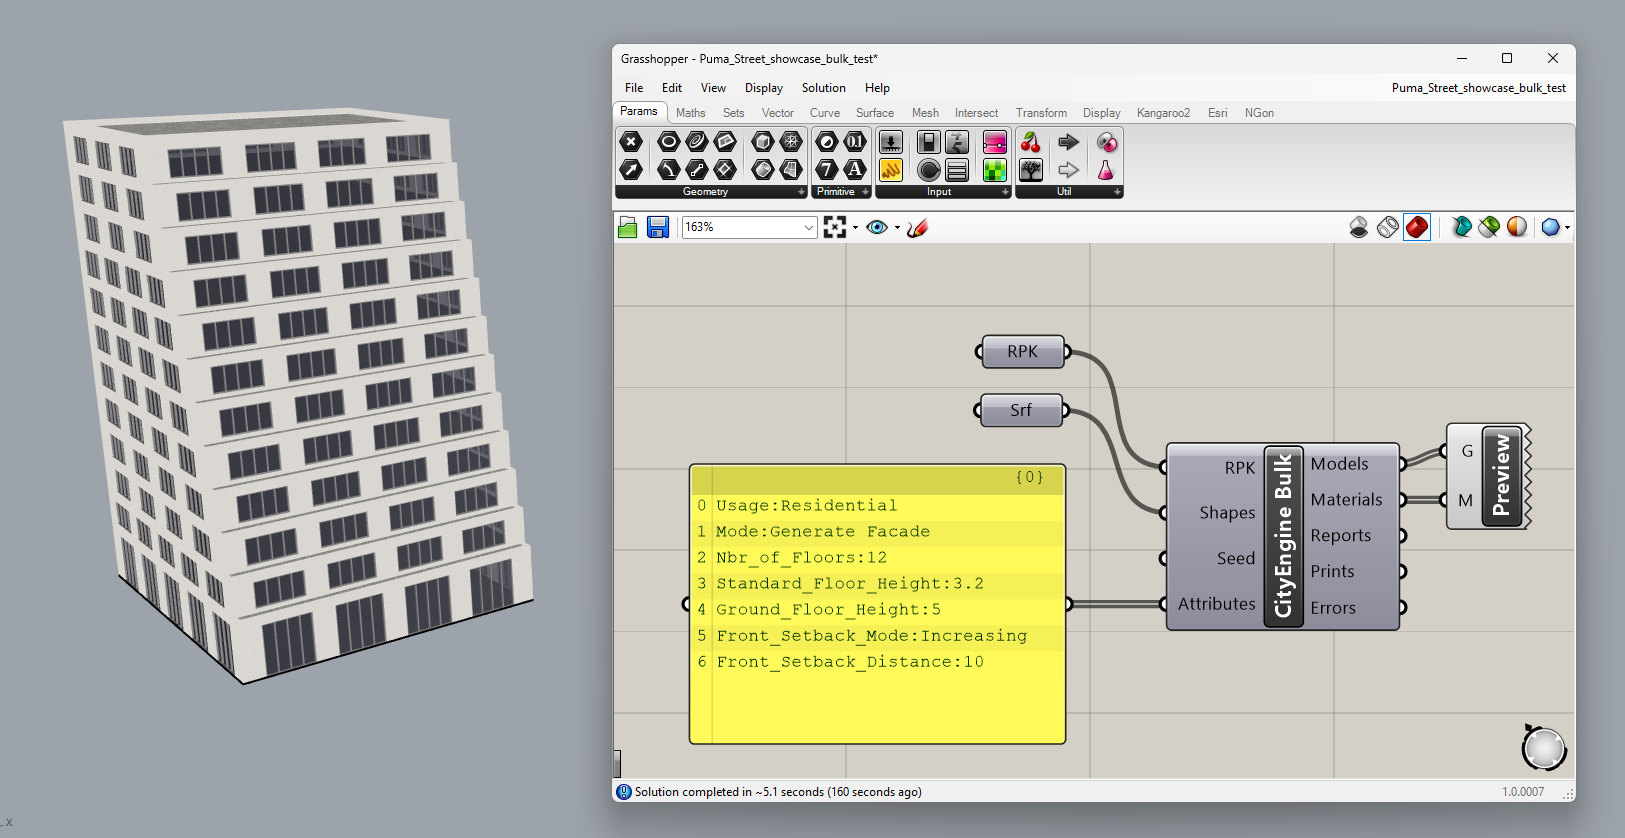 Grasshopper - Puma_Street_showcase_bulk_test*
File Edit View Display Solution Help
Puma_Street_showcase_bulk_test
Params Maths Sets Vector Curve Surface Mesh Intersect Transform Display Kangaroo2 Esri NGon
Geometry Primitive Input Util
163%
RPK
Srf
{0}
0 Usage:Residential
1 Mode:Generate Facade
2 Nbr_of_Floors:12
3 Standard_Floor_Height:3.2
4 Ground_Floor_Height:5
5 Front_Setback_Mode:Increasing
6 Front_Setback_Distance:10
RPK
Shapes
Seed
Attributes
CityEngine Bulk
Models
Materials
Reports
Prints
Errors
G
M
Preview
Solution completed in ~5.1 seconds (160 seconds ago)
1.0.0007
x